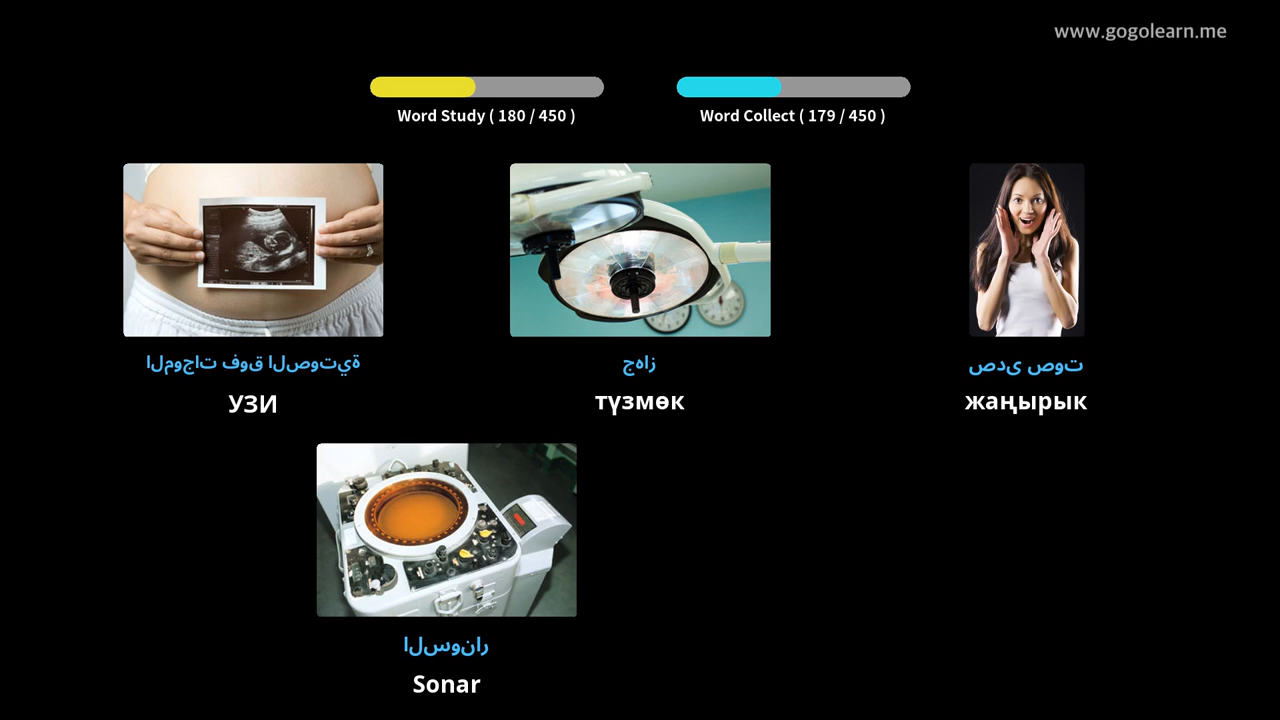 www.gogolearn.me
Word Study ( 180 / 450 )
Word Collect ( 179 / 450 )
الموجات فوق الصوتية
جهاز
صدى صوت
УЗИ
түзмөк
жаңырык
السونار
Sonar